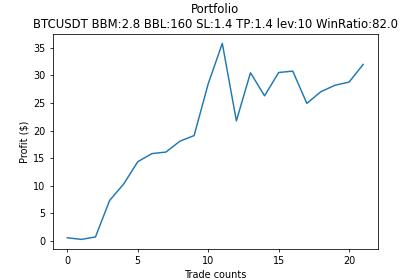 Portfolio
BTCUSDT BBM:2.8 BBL:160 SL:1.4 TP:1.4 lev:10 WinRatio:82.0
Profit ($)
35
30
25
20
15
10
5
0
0 5 10 15 20
Trade counts